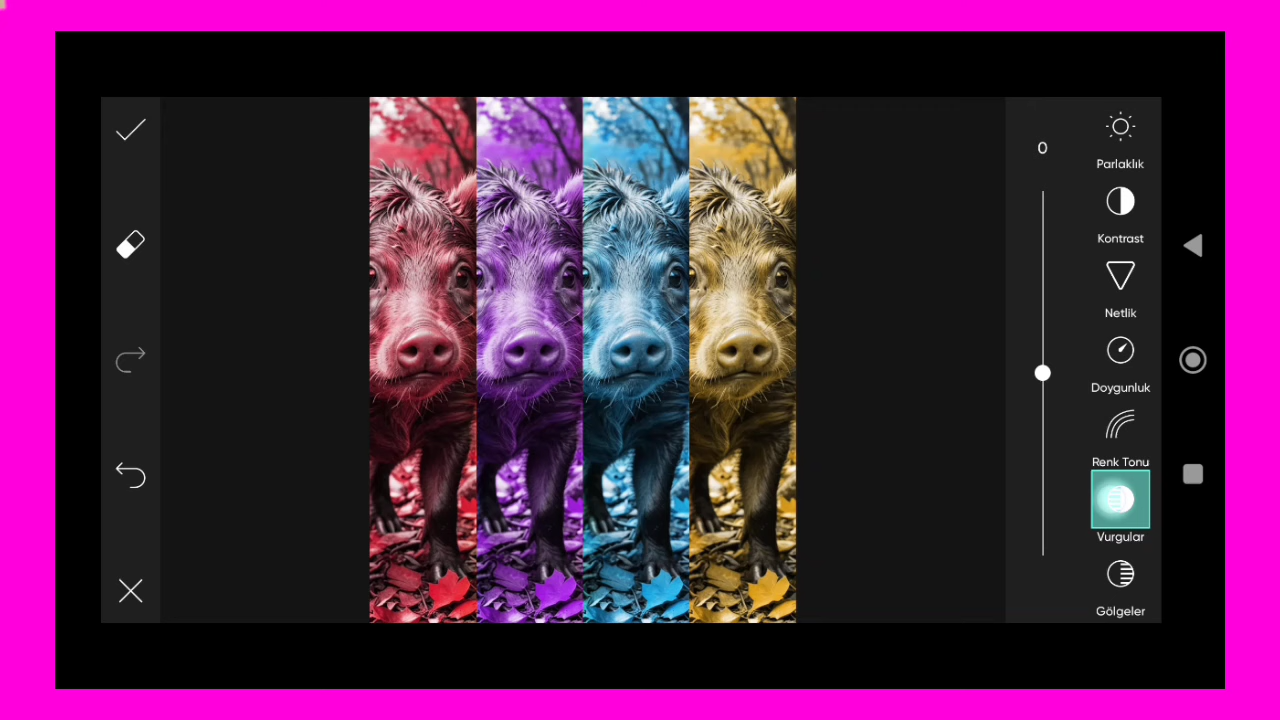 0
Parlaklık
Kontrast
Netlik
Doygunluk
Renk Tonu
Vurgular
Gölgeler